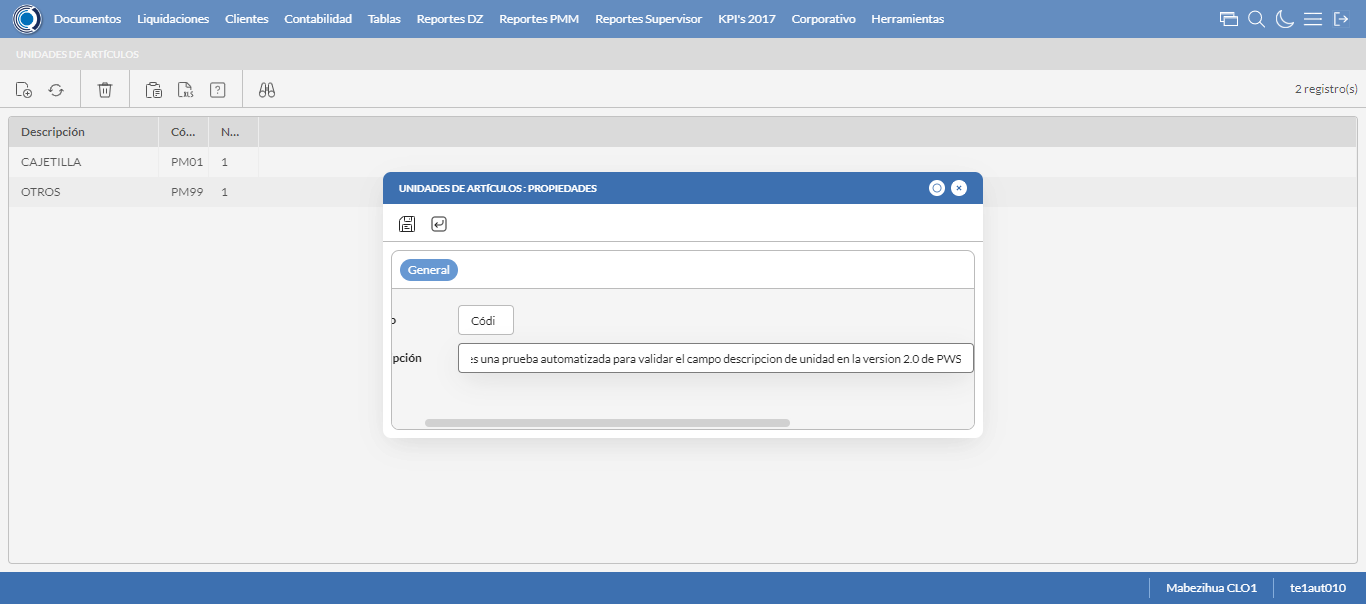 Documentos Liquidaciones Clientes Contabilidad Tablas Reportes DZ Reportes PMM Reportes Supervisor KPI's 2017 Corporativo Herramientas
UNIDADES DE ARTÍCULOS
XLS ? 2 registro(s)
Descripción Có... N...
CAJETILLA PM01 1
OTROS PM99 1
UNIDADES DE ARTÍCULOS : PROPIEDADES
General
o Códi
pción es una prueba automatizada para validar el campo descripcion de unidad en la version 2.0 de PWS
Mabezihua CLO1 te1aut010